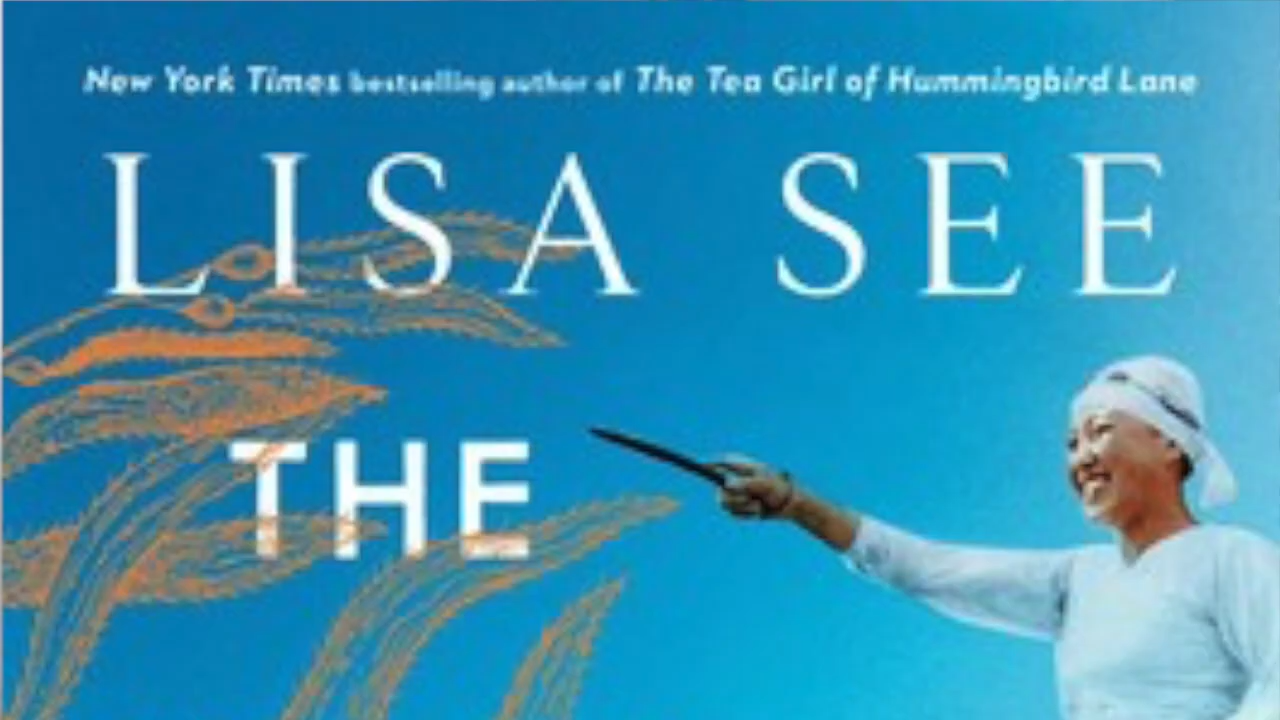 New York Times bestselling author of The Tea Girl of Hummingbird Lane
LISA SEE
THE